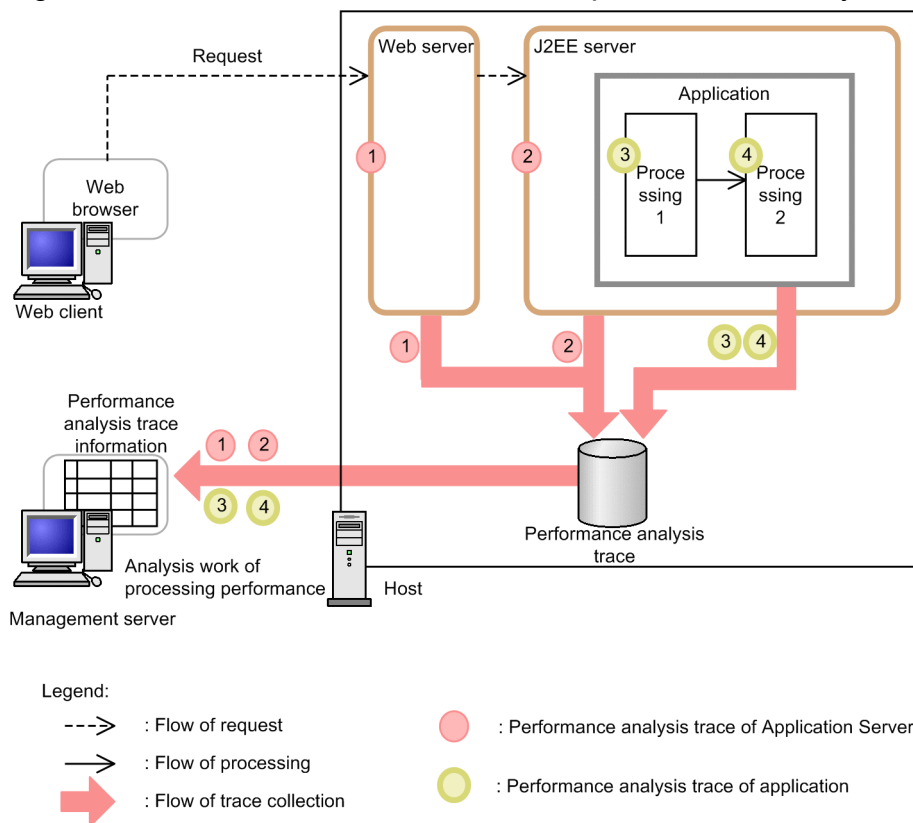 Web server
J2EE server
Request
Application
1
2
3
4
Proce
ssing
1
Proce
ssing
2
Web
browser
Web client
1
2
3
4
Performance
analysis trace
information
1
2
3
4
Performance analysis
trace
Analysis work of
processing performance
Host
Management server
Legend:
: Flow of request
: Performance analysis trace of Application Server
: Flow of processing
: Performance analysis trace of application
: Flow of trace collection